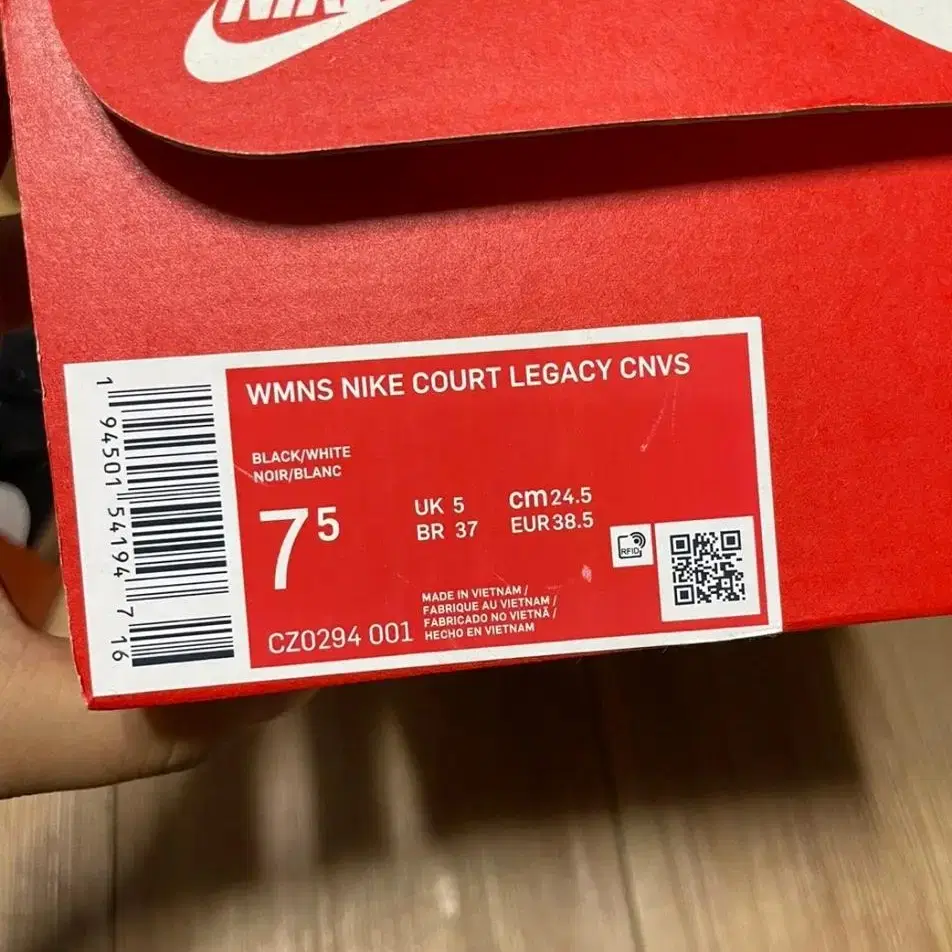 NIKE
WMNS NIKE COURT LEGACY CNVS
BLACK/WHITE
NOIR/BLANC
7 5
UK 5 cm 24.5
BR 37 EUR 38.5
RFID
MADE IN VIETNAM /
FABRIQUE AU VIETNAM /
FABRICADO NO VIETNÃ /
HECHO EN VIETNAM
CZ0294 001
1 94501 54194 7 16